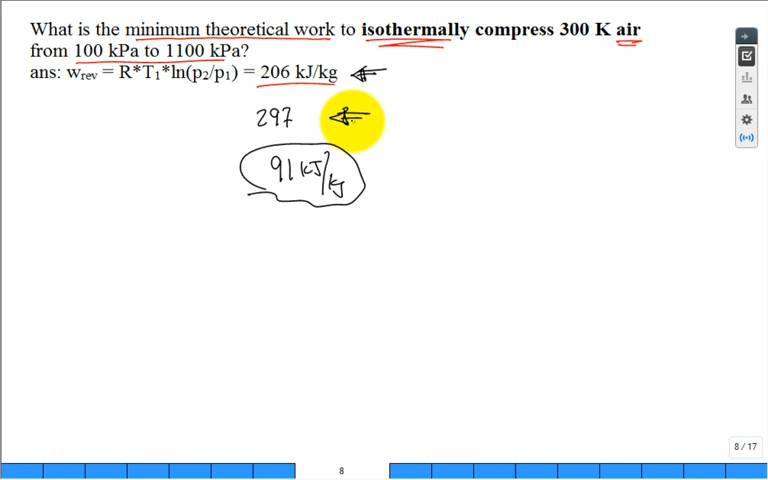 What is the minimum theoretical work to isothermally compress 300 K air
from 100 kPa to 1100 kPa?
ans: wrev = R*T1*ln(p2/p1) = 206 kJ/kg
297
91 kJ/kg
8 / 17
8